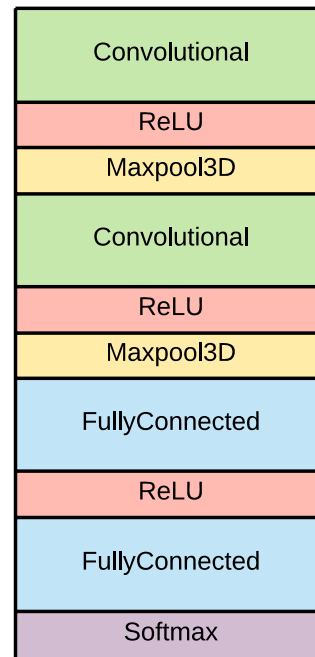 Convolutional
ReLU
Maxpool3D
Convolutional
ReLU
Maxpool3D
FullyConnected
ReLU
FullyConnected
Softmax